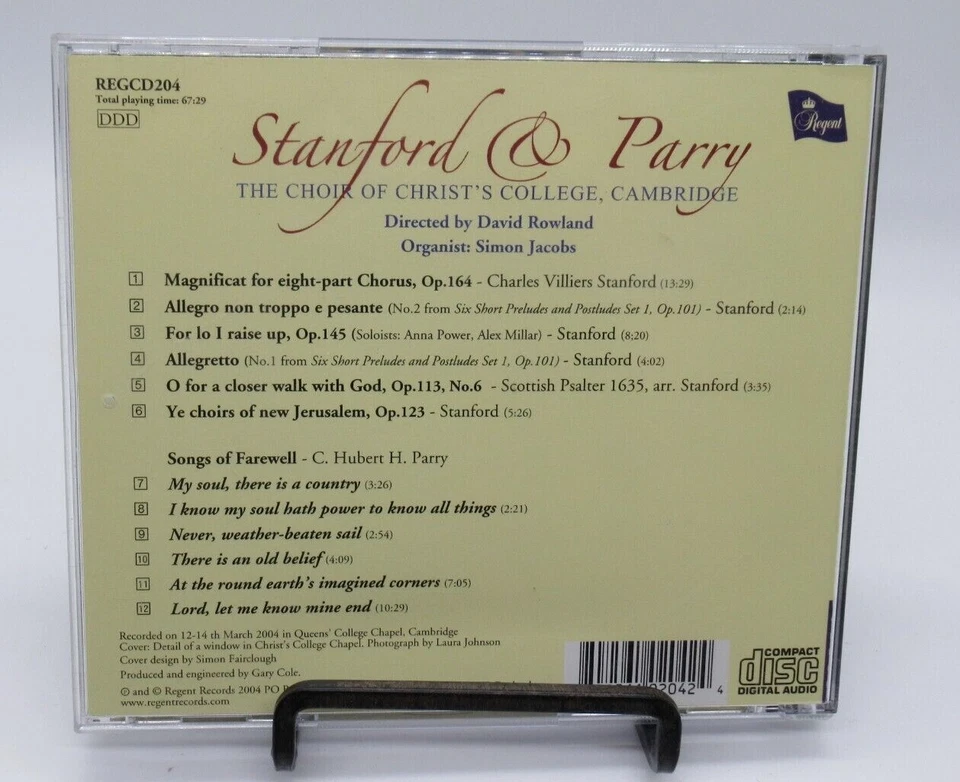 REGCD204
Total playing time: 67:29
DDD
Regent
Stanford & Parry
THE CHOIR OF CHRIST'S COLLEGE, CAMBRIDGE
Directed by David Rowland
Organist: Simon Jacobs
1 Magnificat for eight-part Chorus, Op.164 - Charles Villiers Stanford (13:29)
2 Allegro non troppo e pesante (No.2 from Six Short Preludes and Postludes Set 1, Op.101) - Stanford (2:14)
3 For lo I raise up, Op.145 (Soloists: Anna Power, Alex Millar) - Stanford (8;20)
4 Allegretto (No.1 from Six Short Preludes and Postludes Set 1, Op.101) - Stanford (4:02)
5 O for a closer walk with God, Op.113, No.6 - Scottish Psalter 1635, arr. Stanford (3:35)
6 Ye choirs of new Jerusalem, Op.123 - Stanford (5:26)
Songs of Farewell - C. Hubert H. Parry
7 My soul, there is a country (3:26)
8 I know my soul hath power to know all things (2:21)
9 Never, weather-beaten sail (2:54)
10 There is an old belief (4:09)
11 At the round earth's imagined corners (7:05)
12 Lord, let me know mine end (10:29)
Recorded on 12-14 th March 2004 in Queens' College Chapel, Cambridge
Cover: Detail of a window in Christ's College Chapel. Photograph by Laura Johnson
Cover design by Simon Fairclough
Produced and engineered by Gary Cole.
℗ and © Regent Records 2004 PO
www.regentrecords.com
02042 4
COMPACT
disc
DIGITAL AUDIO